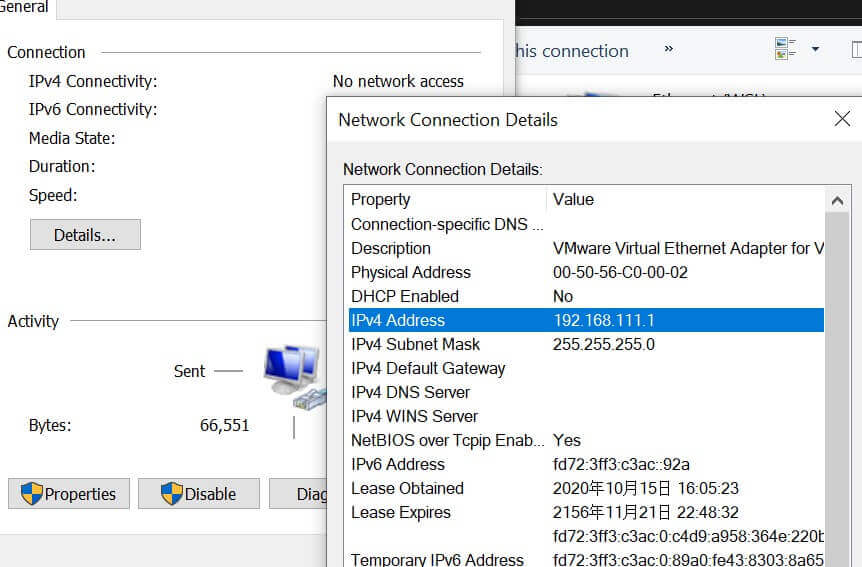 General
Connection
IPv4 Connectivity: No network access
IPv6 Connectivity:
Media State:
Duration:
Speed:
Details...
Activity
Sent
Bytes: 66,551
Properties
Disable
his connection »
Network Connection Details
Network Connection Details:
Property Value
Connection-specific DNS ...
Description VMware Virtual Ethernet Adapter for V
Physical Address 00-50-56-C0-00-02
DHCP Enabled No
IPv4 Address 192.168.111.1
IPv4 Subnet Mask 255.255.255.0
IPv4 Default Gateway
IPv4 DNS Server
IPv4 WINS Server
NetBIOS over Tcpip Enab... Yes
IPv6 Address fd72:3ff3:c3ac::92a
Lease Obtained 2020年10月15日 16:05:23
Lease Expires 2156年11月21日 22:48:32
fd72:3ff3:c3ac:0:c4d9:a958:364e:220b
Temporary IPv6 Address fd72:3ff3:c3ac:0:89a0:fe43:8303:8a65